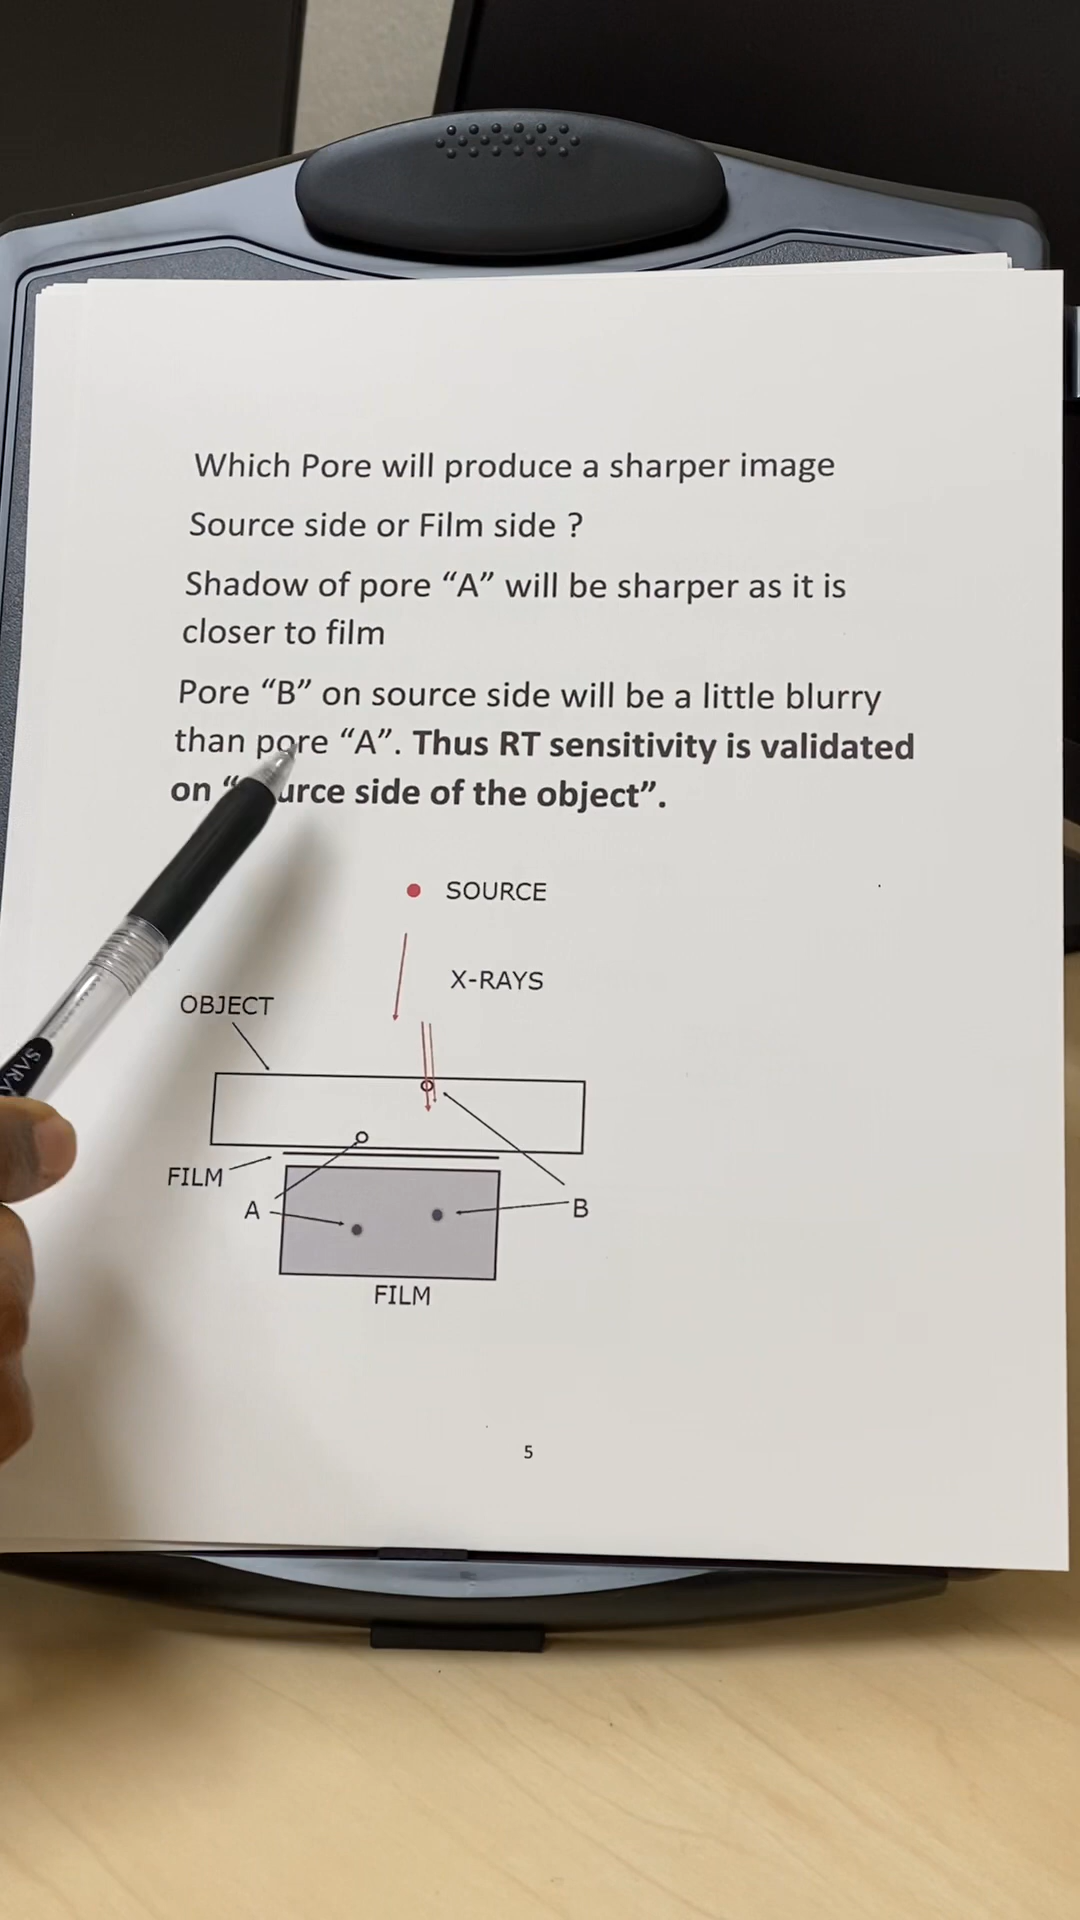 Which Pore will produce a sharper image
Source side or Film side ?
Shadow of pore “A” will be sharper as it is
closer to film
Pore “B” on source side will be a little blurry
than pore “A”. Thus RT sensitivity is validated
on “ urce side of the object”.
SOURCE
X-RAYS
OBJECT
FILM
A
B
FILM
5
SARA